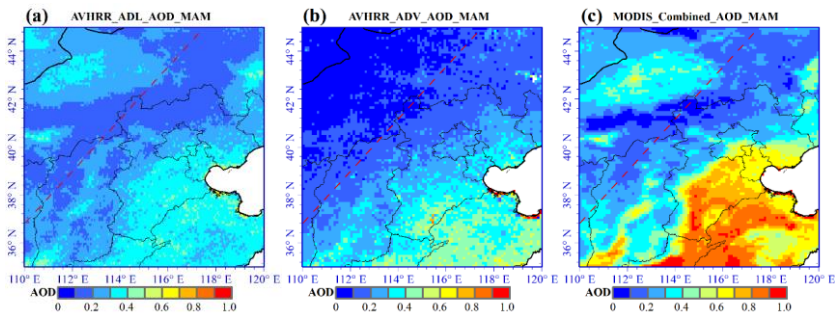 (a) AVHRR_ADL_AOD_MAM
(b) AVHRR_ADV_AOD_MAM
(c) MODIS_Combined_AOD_MAM
44° N
42° N
40° N
38° N
36° N
44° N
42° N
40° N
38° N
36° N
44° N
42° N
40° N
38° N
36° N
110° E 112° E 114° E 116° E 118° E 120° E
110° E 112° E 114° E 116° E 118° E 120° E
110° E 112° E 114° E 116° E 118° E 120° E
AOD
0 0.2 0.4 0.6 0.8 1.0
AOD
0 0.2 0.4 0.6 0.8 1.0
AOD
0 0.2 0.4 0.6 0.8 1.0